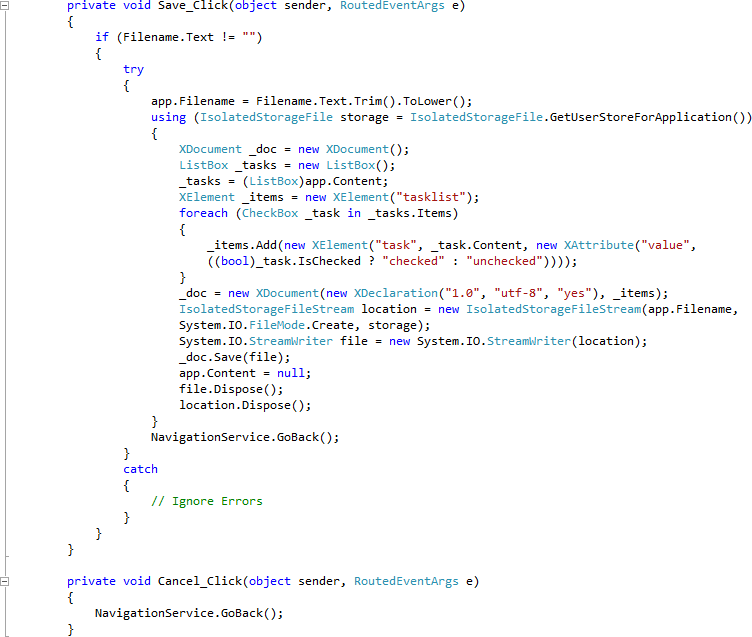 private void Save_Click(object sender, RoutedEventArgs e)
{
if (Filename.Text != "")
{
try
{
app.Filename = Filename.Text.Trim().ToLower();
using (IsolatedStorageFile storage = IsolatedStorageFile.GetUserStoreForApplication())
{
XDocument _doc = new XDocument();
ListBox _tasks = new ListBox();
_tasks = (ListBox)app.Content;
XElement _items = new XElement("tasklist");
foreach (CheckBox _task in _tasks.Items)
{
_items.Add(new XElement("task", _task.Content, new XAttribute("value",
((bool)_task.IsChecked ? "checked" : "unchecked"))));
}
_doc = new XDocument(new XDeclaration("1.0", "utf-8", "yes"), _items);
IsolatedStorageFileStream location = new IsolatedStorageFileStream(app.Filename,
System.IO.FileMode.Create, storage);
System.IO.StreamWriter file = new System.IO.StreamWriter(location);
_doc.Save(file);
app.Content = null;
file.Dispose();
location.Dispose();
}
NavigationService.GoBack();
}
catch
{
// Ignore Errors
}
}
}
private void Cancel_Click(object sender, RoutedEventArgs e)
{
NavigationService.GoBack();
}